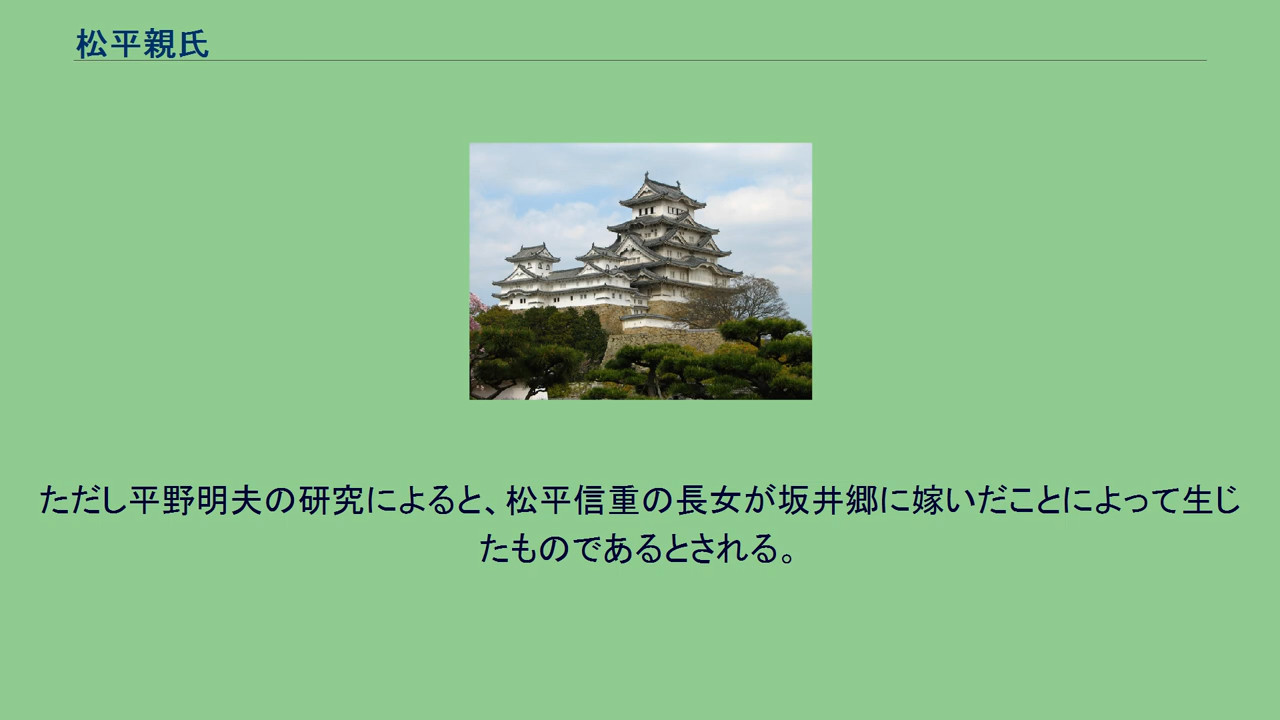 松平親氏
ただし平野明夫の研究によると、松平信重の長女が坂井郷に嫁いだことによって生じ
たものであるとされる。